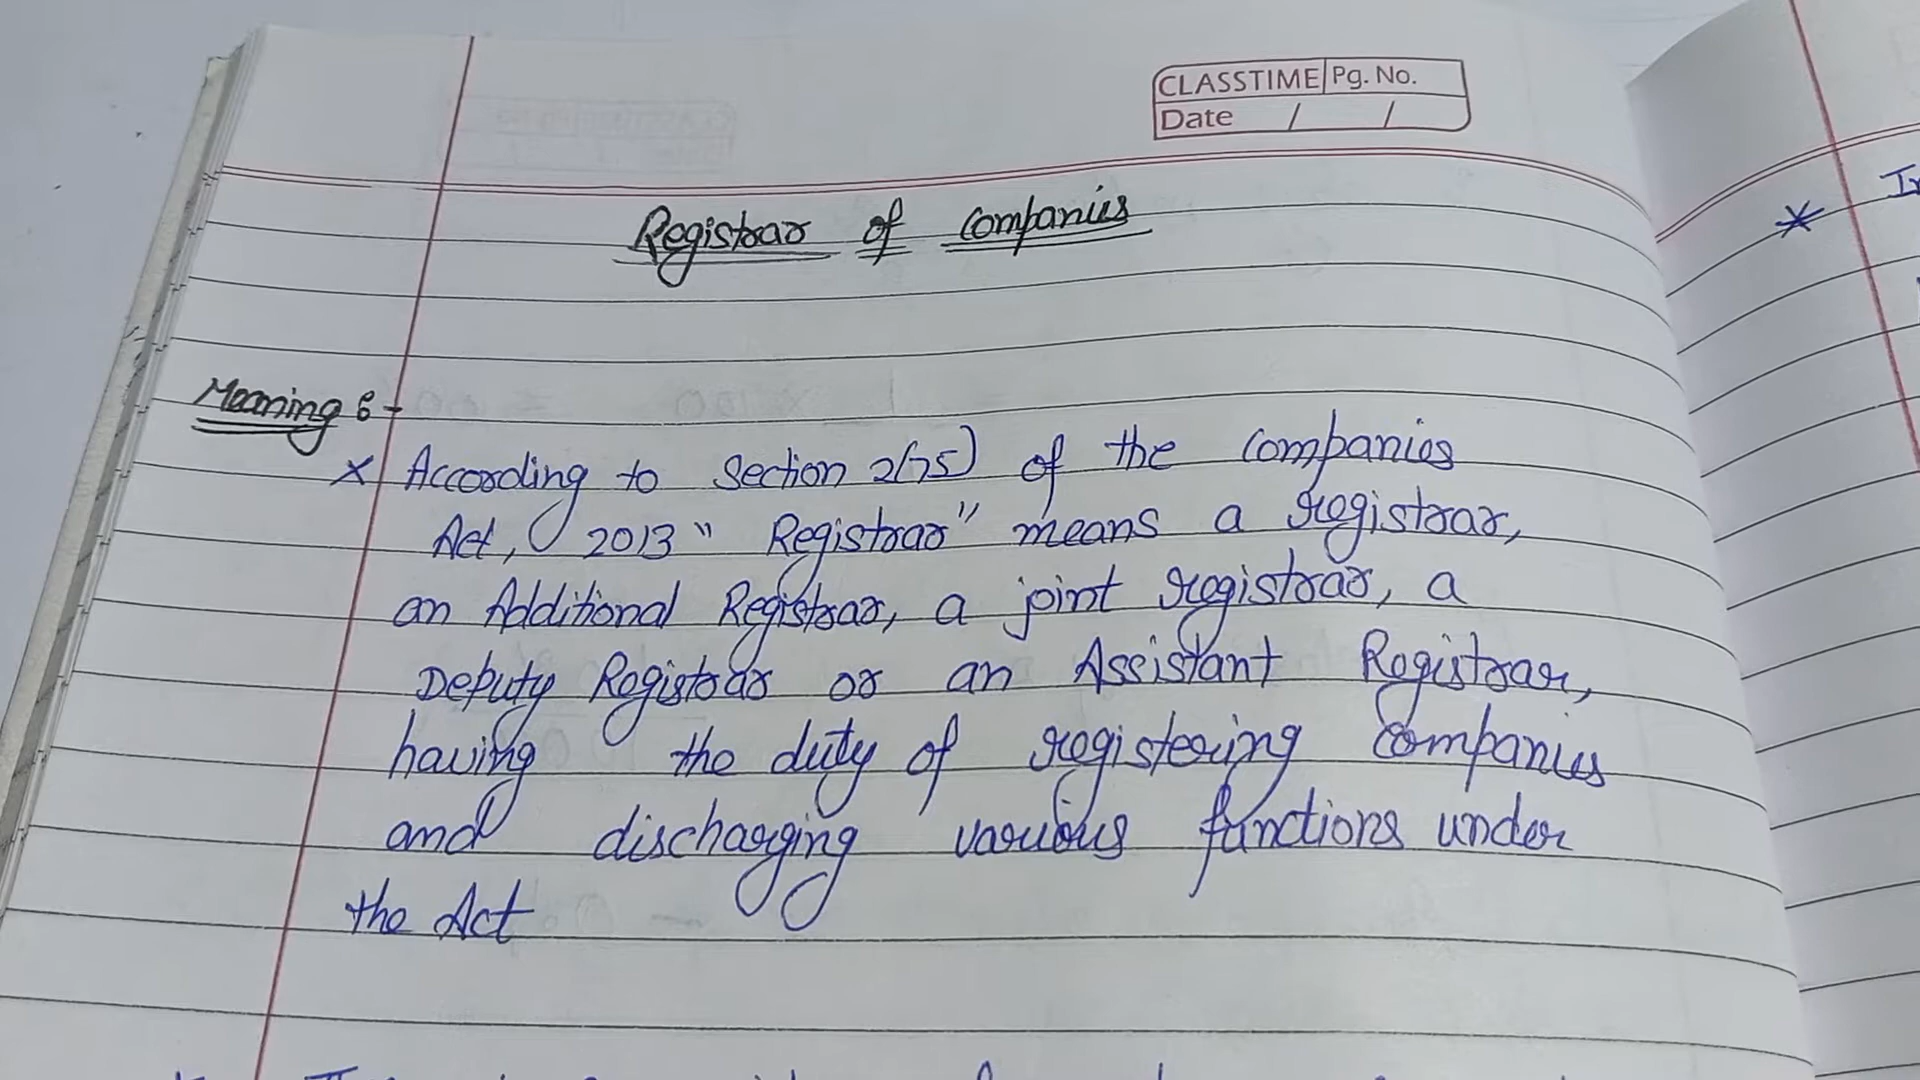 CLASSTIME Pg. No.
Date / /
Registrar of Companies
Meaning :-
x According to Section 2(75) of the Companies
Act, 2013 " Registrar" means a registrar,
an Additional Registrar, a joint registrar, a
Deputy Registrar or an Assistant Registrar,
having the duty of registering Companies
and discharging various functions under
the Act